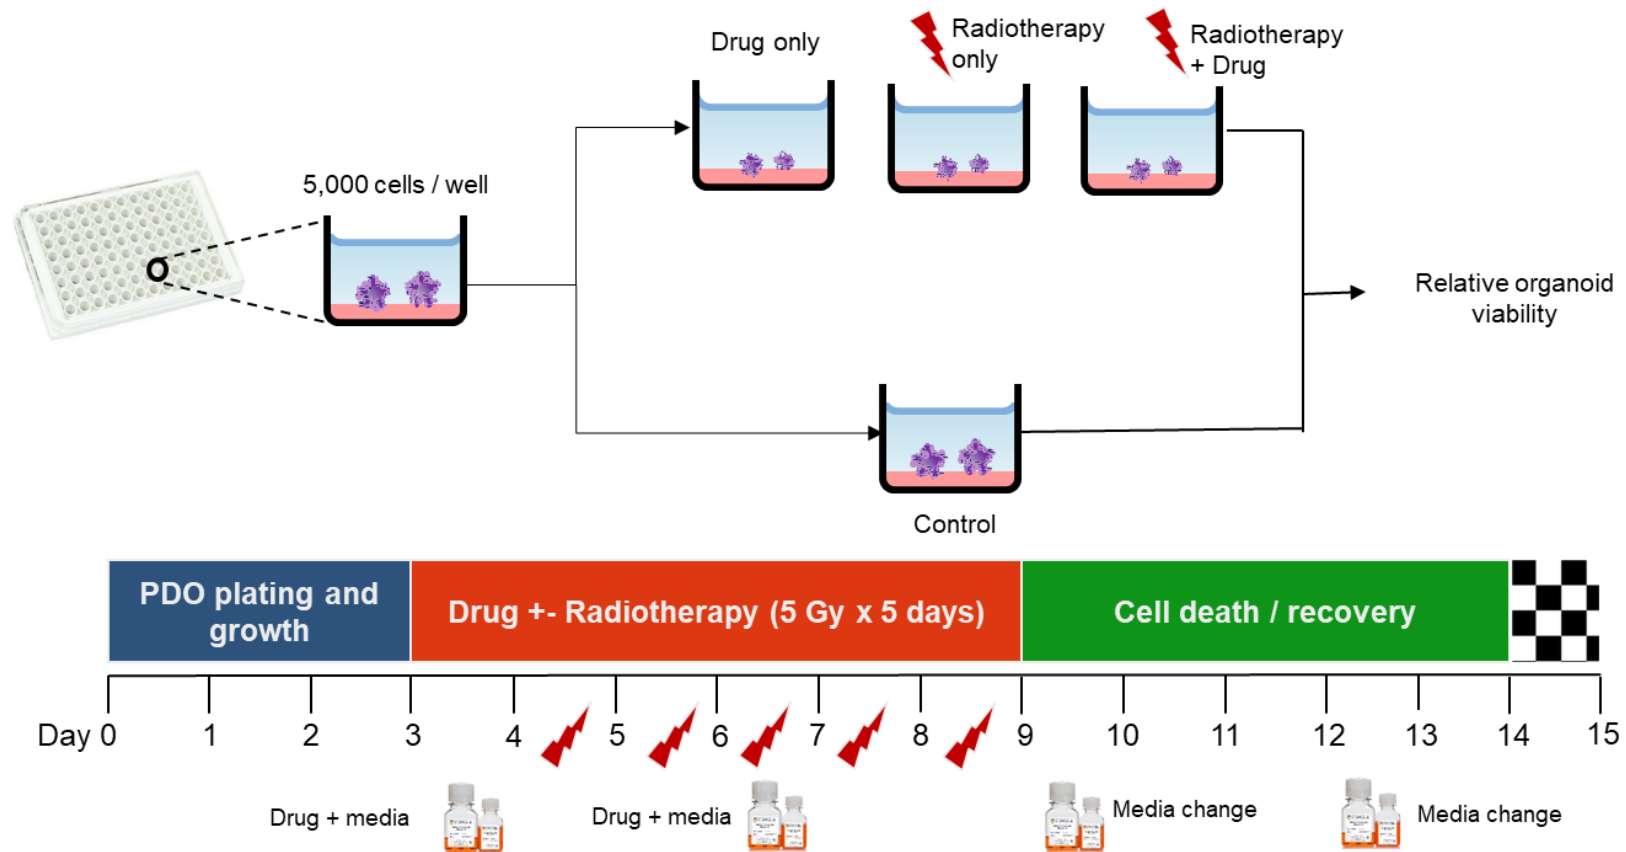 Drug only
Radiotherapy
only
Radiotherapy
+ Drug
5,000 cells / well
Relative organoid
viability
Control
PDO plating and
growth
Drug +- Radiotherapy (5 Gy x 5 days)
Cell death / recovery
Day 0 1 2 3 4 5 6 7 8 9 10 11 12 13 14 15
Drug + media
Drug + media
Media change
Media change